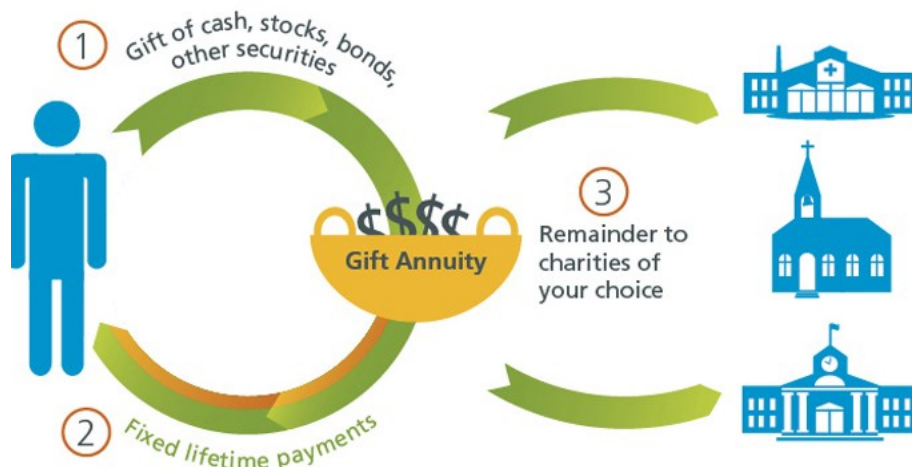 1
Gift of cash, stocks, bonds,
other securities
$$$$
Gift Annuity
3
Remainder to
charities of
your choice
2
Fixed lifetime payments